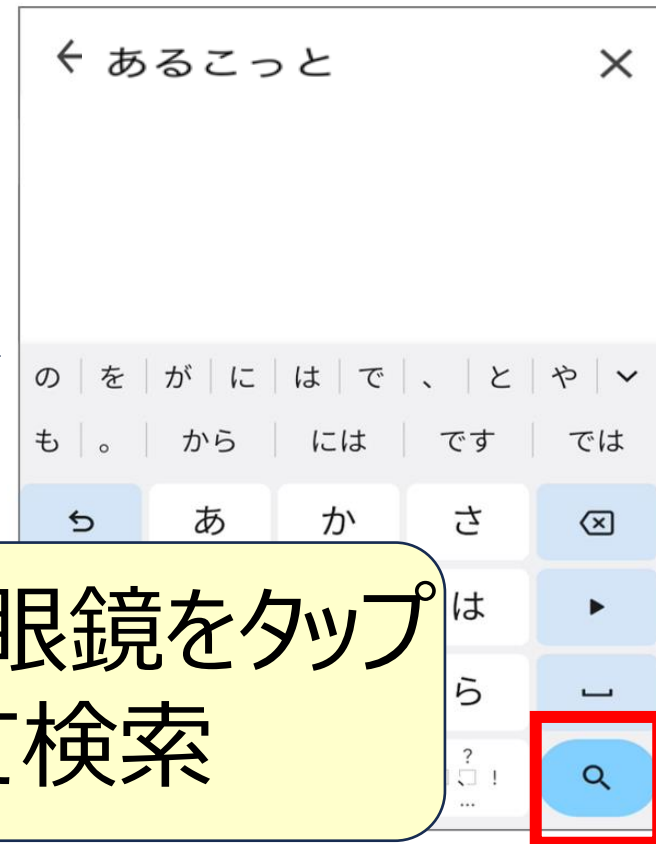 あるこっと
の を が に は で 、 と や
も 。 から には です では
あ か さ
は
ら
? 、 ! …
眼鏡をタップ
て検索